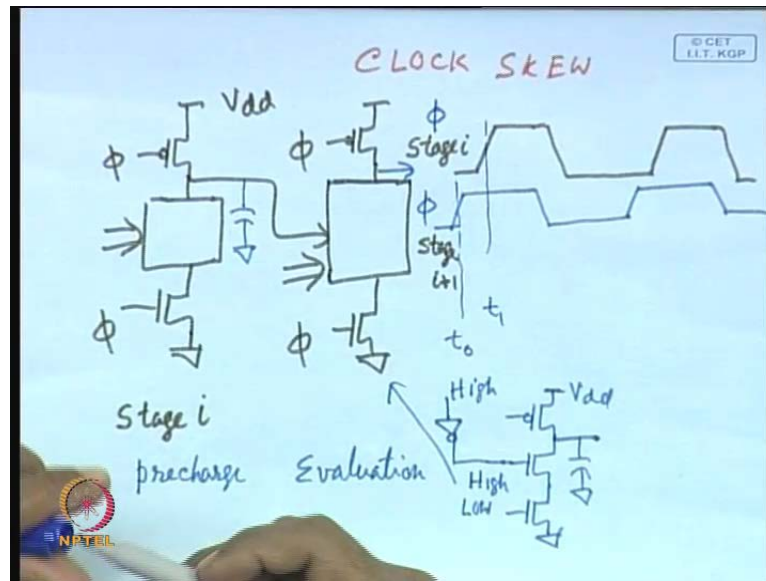 CLOCK SKEW
© CET
I.I.T. KGP
Vdd
ϕ
ϕ
ϕ
Stage i
ϕ
Stage
i+1
t₀
t₁
ϕ
ϕ
Stage i
precharge Evaluation
High
Vdd
High
LOW
NPTEL